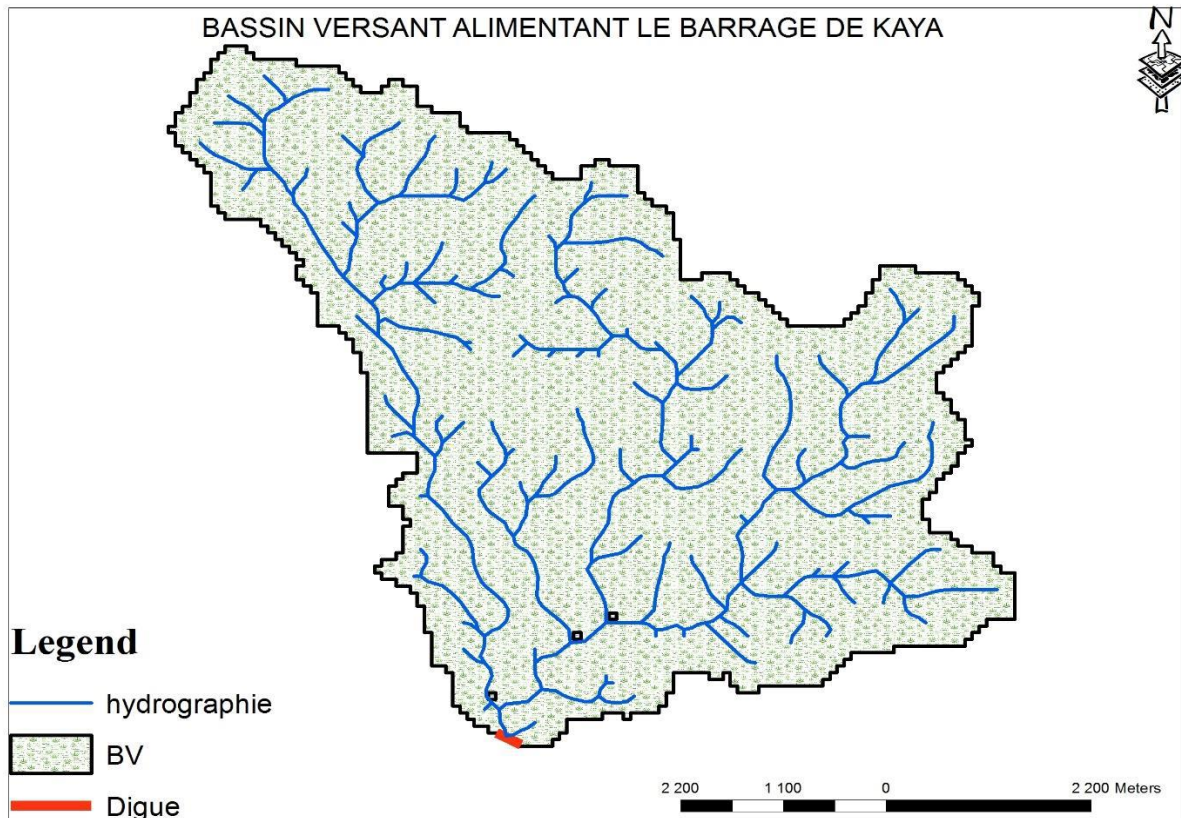 BASSIN VERSANT ALIMENTANT LE BARRAGE DE KAYA
N
Legend
hydrographie
BV
Digue
2 200 1 100 0 2 200 Meters